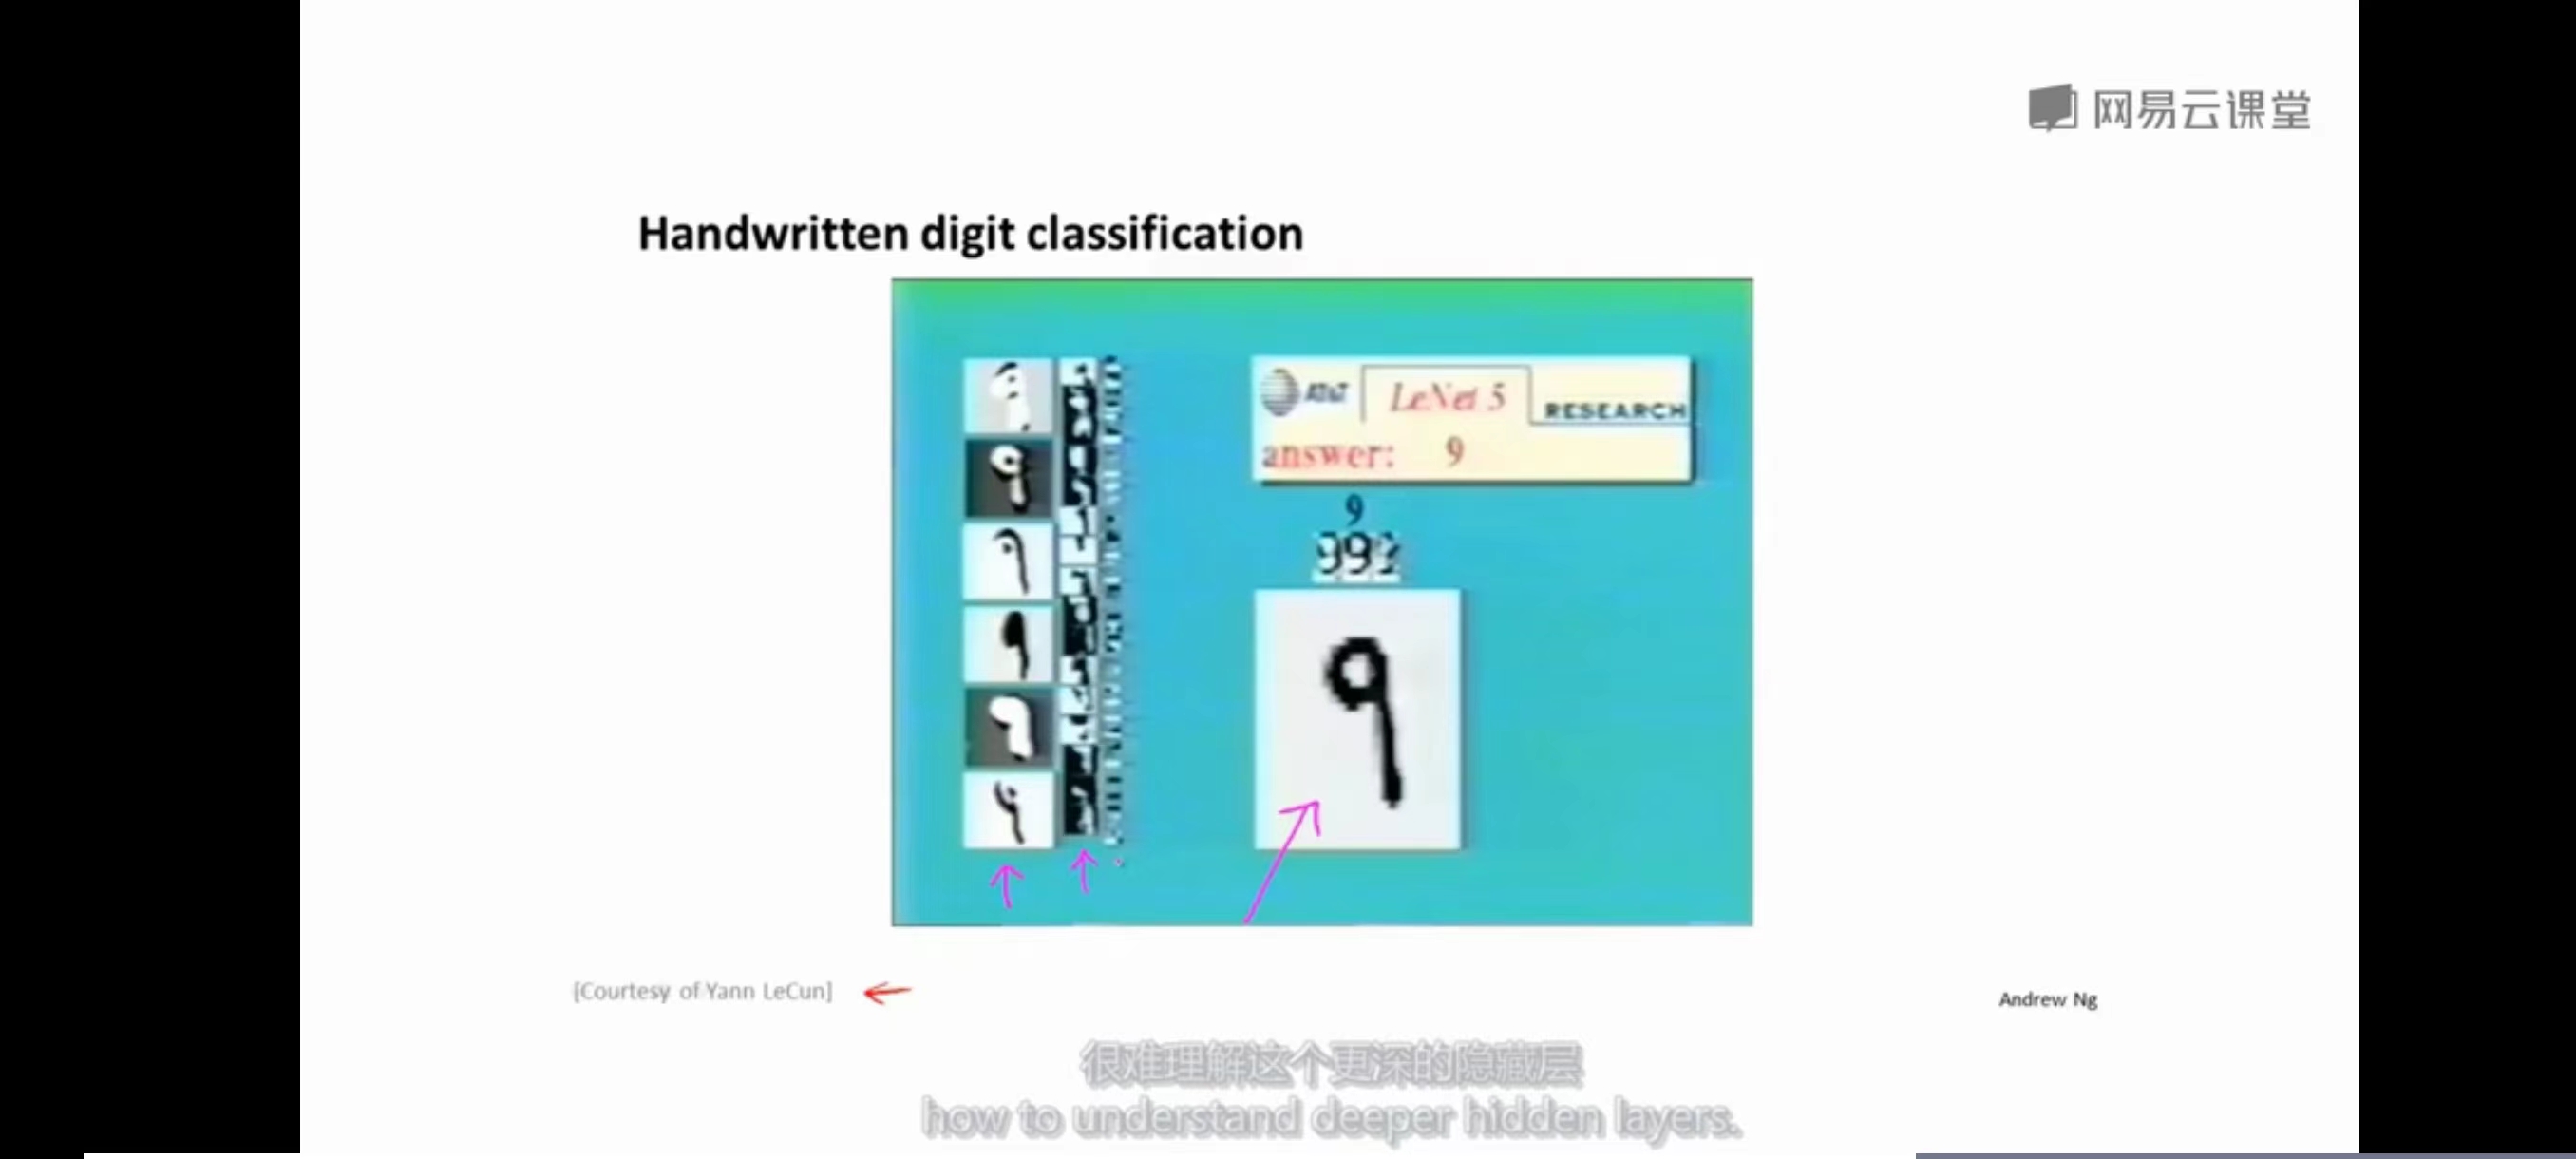 网易云课堂
Handwritten digit classification
AT&T LeNet 5 RESEARCH
answer: 9
9
9
[Courtesy of Yann LeCun]
Andrew Ng
很难理解这个更深的隐藏层
how to understand deeper hidden layers.